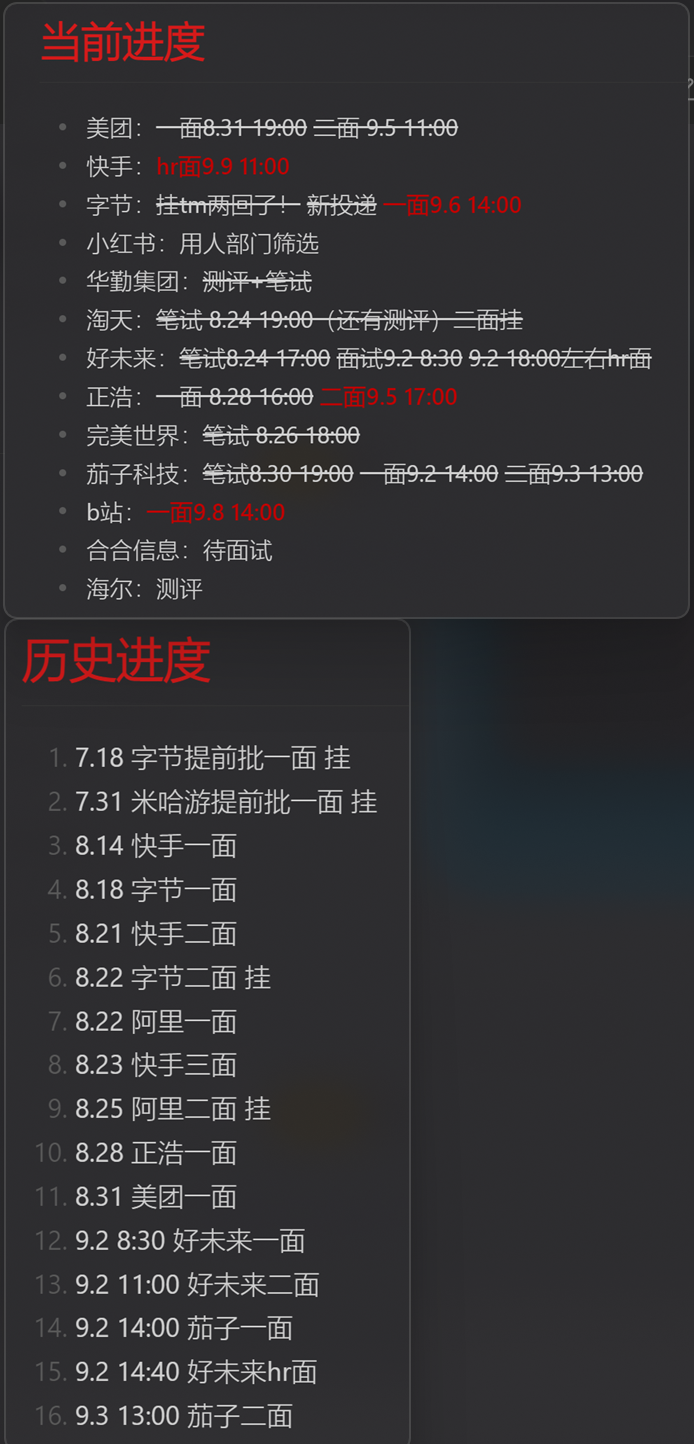 当前进度
美团：一面8.31 19:00 二面 9.5 11:00
快手：hr面9.9 11:00
字节：挂tm两回了！ 新投递 一面9.6 14:00
小红书：用人部门筛选
华勤集团：测评+笔试
淘天：笔试 8.24 19:00（还有测评）二面挂
好未来：笔试8.24 17:00 面试9.2 8:30 9.2 18:00左右hr面
正浩：一面 8.28 16:00 二面9.5 17:00
完美世界：笔试 8.26 18:00
茄子科技：笔试8.30 19:00 一面9.2 14:00 二面9.3 13:00
b站：一面9.8 14:00
合合信息：待面试
海尔：测评
历史进度
1. 7.18 字节提前批一面 挂
2. 7.31 米哈游提前批一面 挂
3. 8.14 快手一面
4. 8.18 字节一面
5. 8.21 快手二面
6. 8.22 字节二面 挂
7. 8.22 阿里一面
8. 8.23 快手三面
9. 8.25 阿里二面 挂
10. 8.28 正浩一面
11. 8.31 美团一面
12. 9.2 8:30 好未来一面
13. 9.2 11:00 好未来二面
14. 9.2 14:00 茄子一面
15. 9.2 14:40 好未来hr面
16. 9.3 13:00 茄子二面